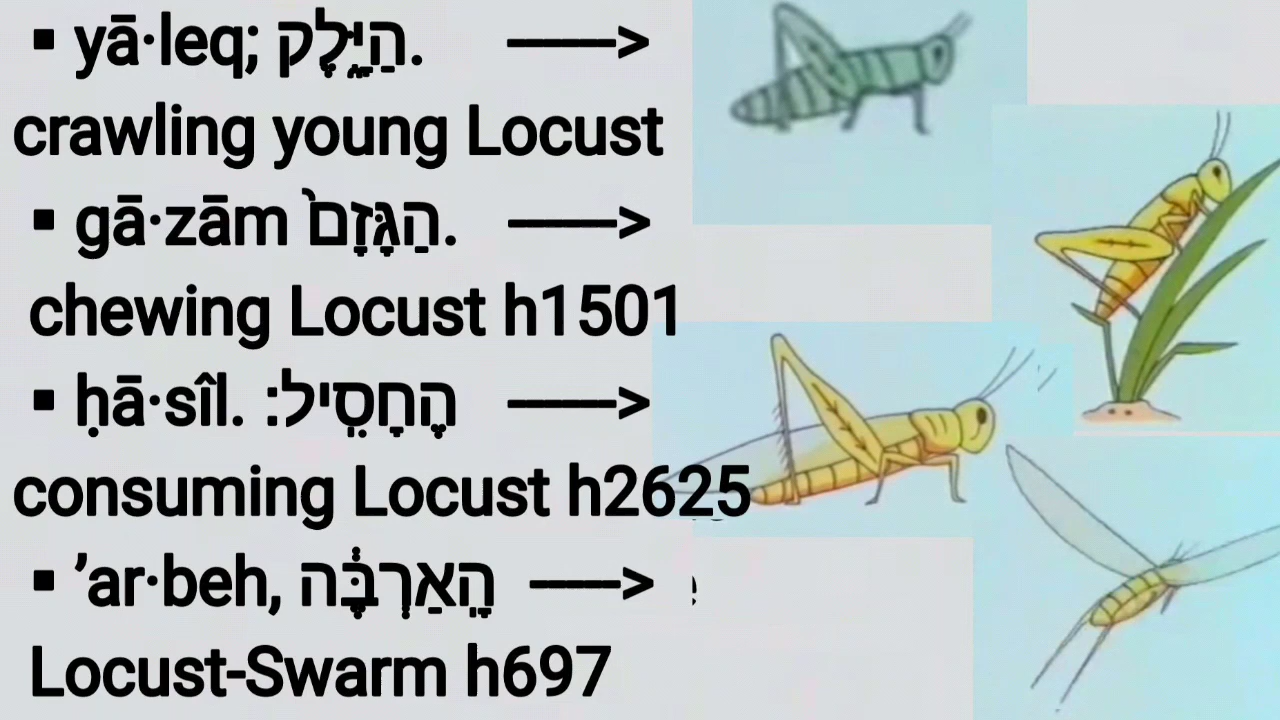 ▪ yā·leq; הַיֶּ֣לֶק. ——>
crawling young Locust
▪ gā·zām הַגָּזָם֙. ——>
chewing Locust h1501
▪ ḥā·sîl. הֶחָסִ֖יל: ——>
consuming Locust h2625
▪ ’ar·beh, הָֽאַרְבֶּ֔ה ——>
Locust-Swarm h697